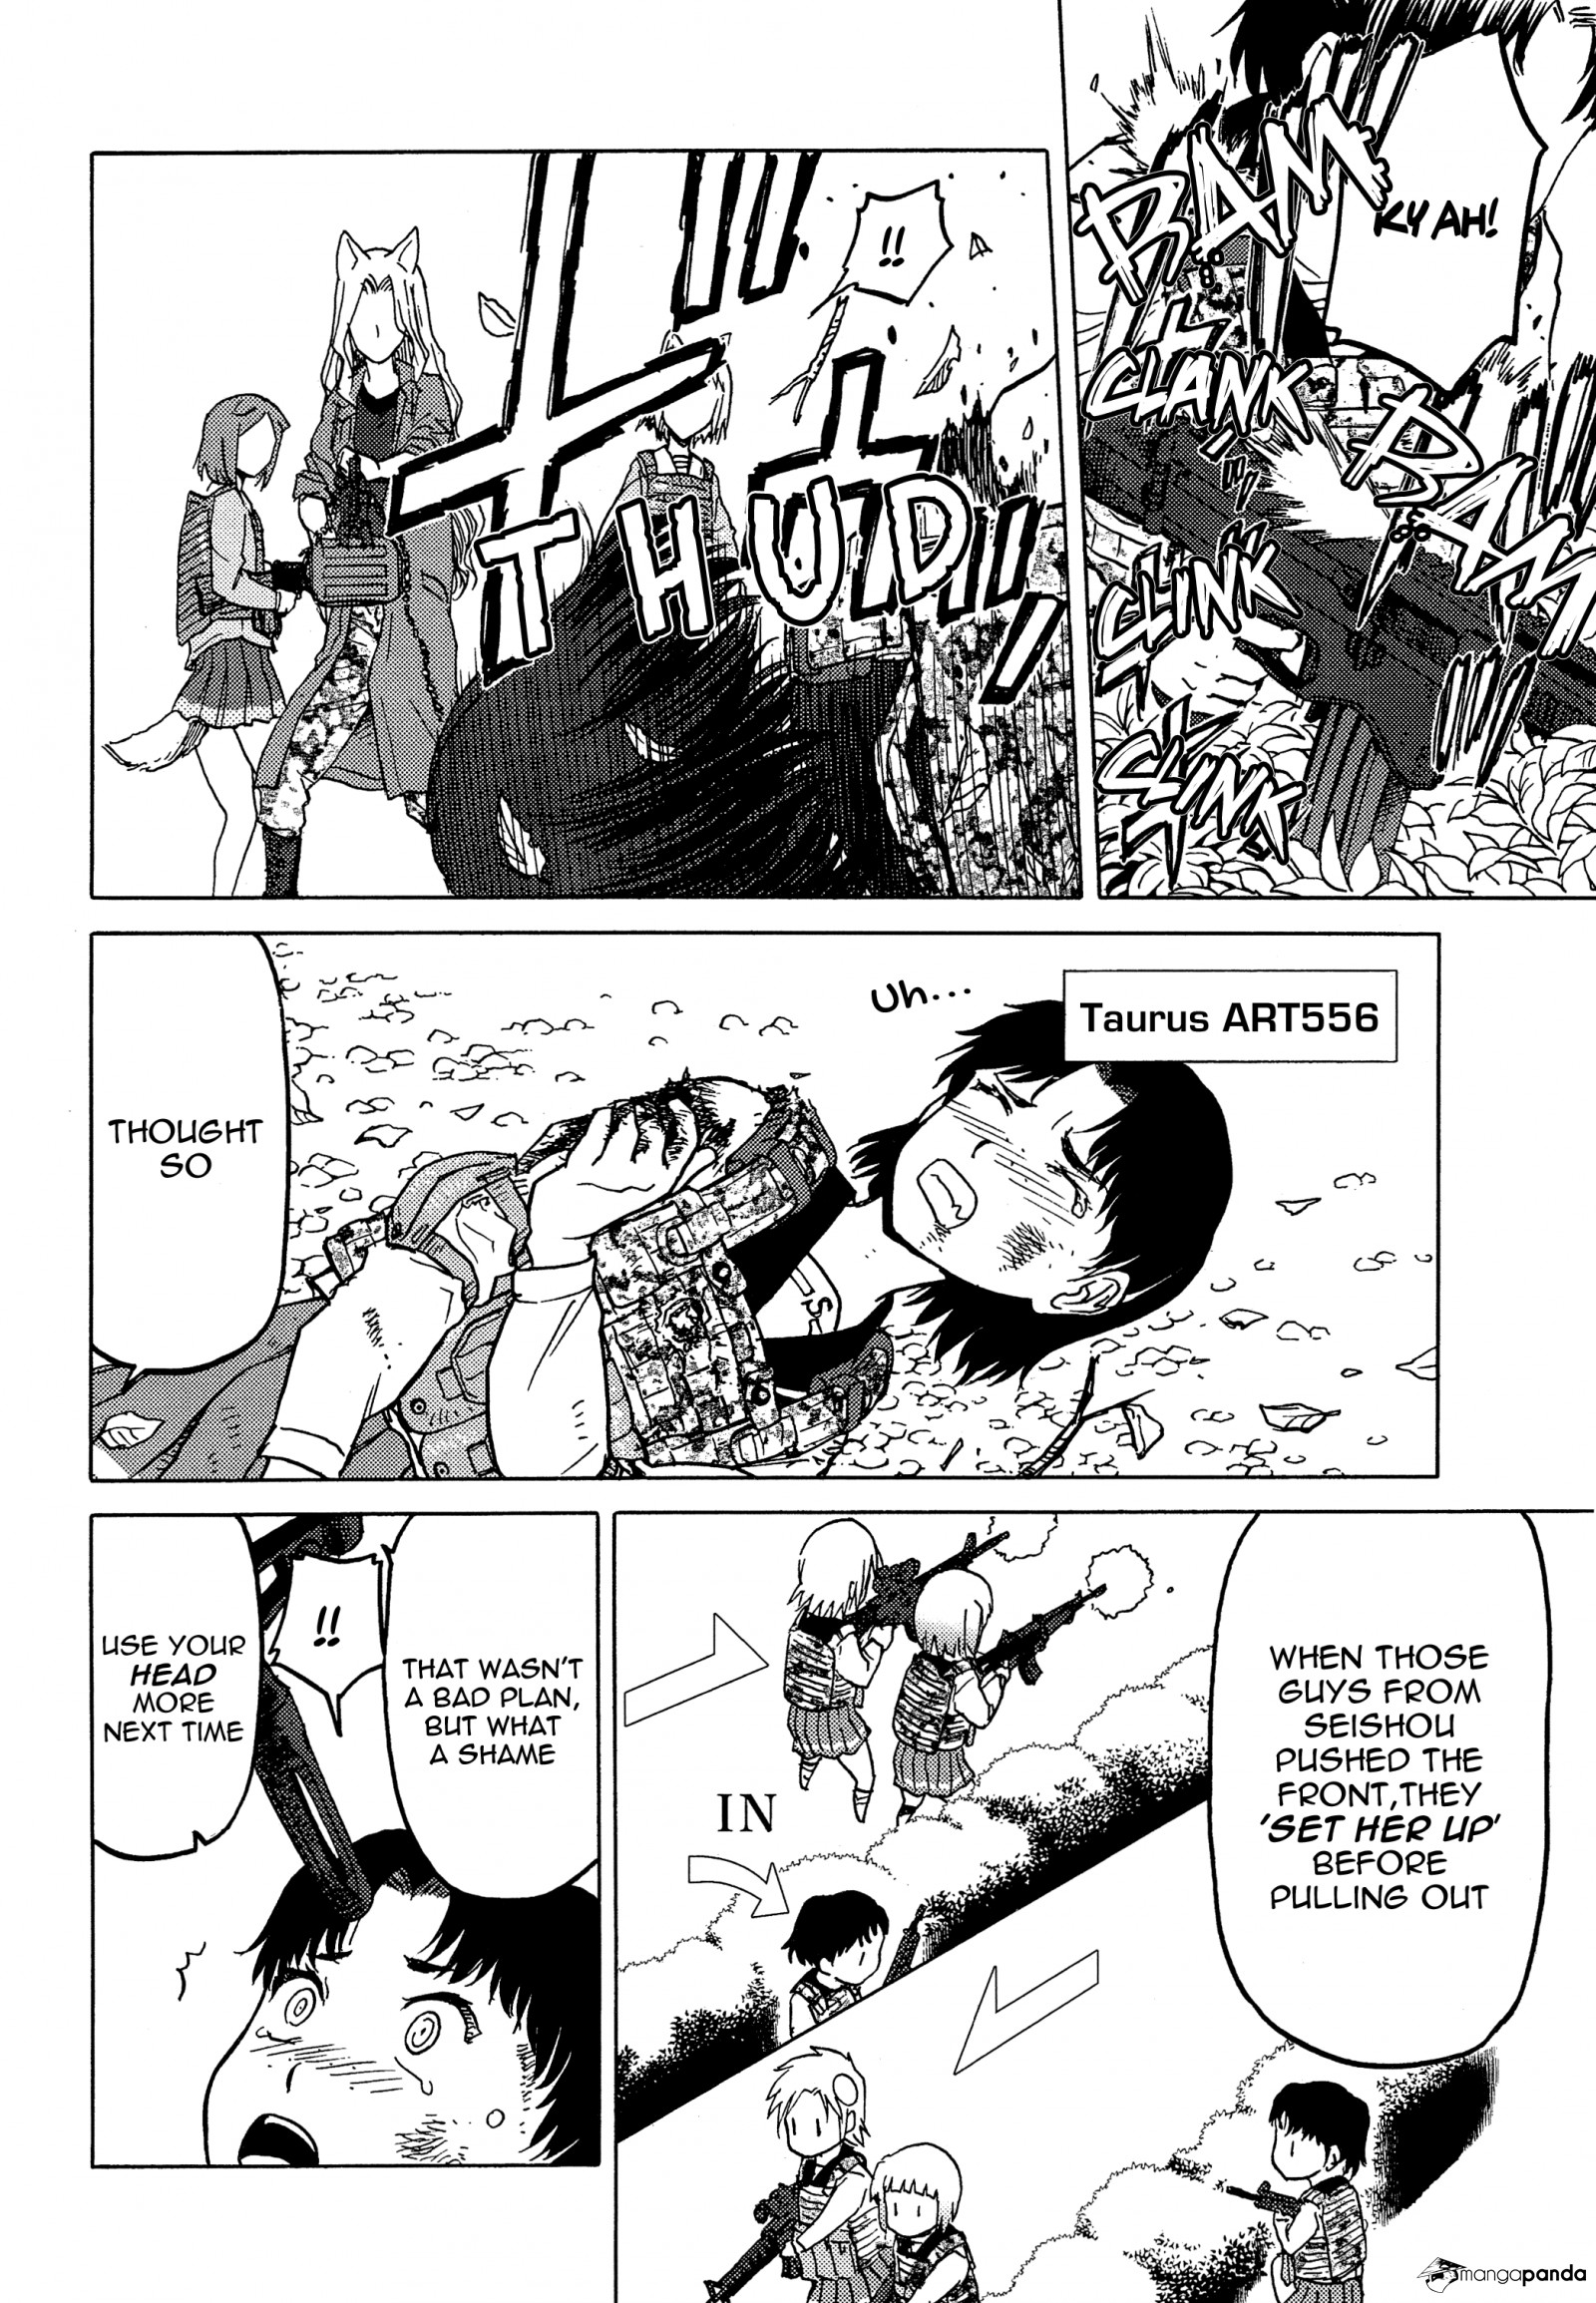 KYAH!
BAM
CLANK
BAM
CLINK
CLINK
!!
THUD
Taurus ART556
Uh...
THOUGHT
SO
WHEN THOSE
GUYS FROM
SEISHOU
PUSHED THE
FRONT, THEY
'SET HER UP'
BEFORE
PULLING OUT
IN
THAT WASN'T
A BAD PLAN,
BUT WHAT
A SHAME
!!
USE YOUR
HEAD
MORE
NEXT TIME
mangapanda